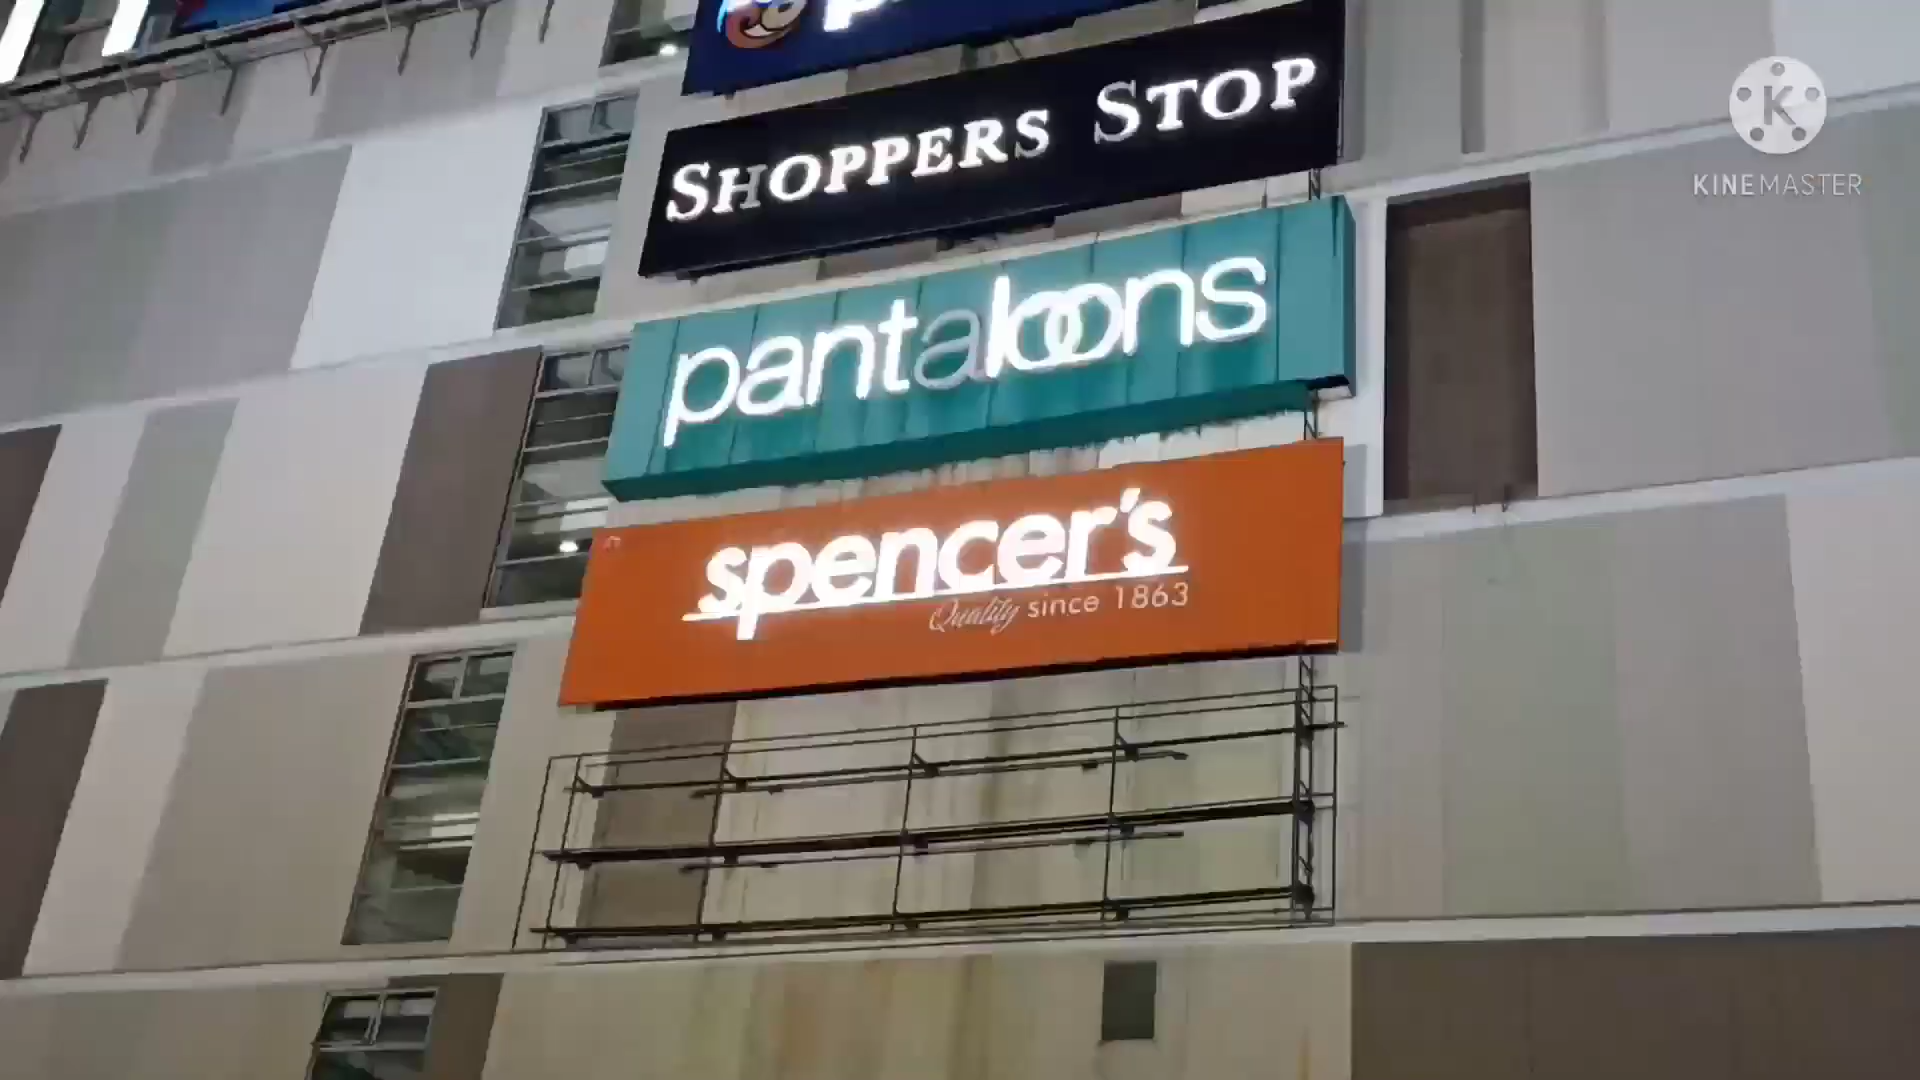 SHOPPERS STOP
pantaloons
spencer's
Quality since 1863
K
KINEMASTER